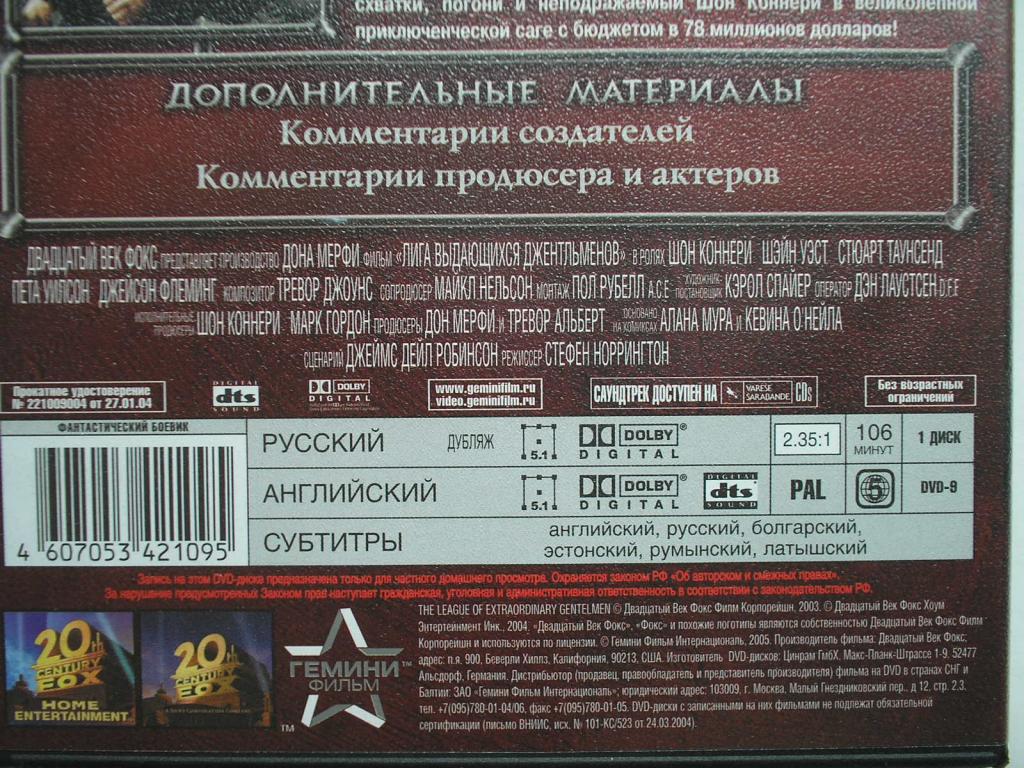 схватки, погони и неподражаемый Шон Коннери в великолепной
приключенческой саге с бюджетом в 78 миллионов долларов!
ДОПОЛНИТЕЛЬНЫЕ МАТЕРИАЛЫ
Комментарии создателей
Комментарии продюсера и актеров
ДВАДЦАТЫЙ ВЕК ФОКС ПРЕДСТАВЛЯЕТ ПРОИЗВОДСТВО ДОНА МЕРФИ ФИЛЬМ «ЛИГА ВЫДАЮЩИХСЯ ДЖЕНТЛЬМЕНОВ» В РОЛЯХ ШОН КОННЕРИ ШЭЙН УЭСТ СТЮАРТ ТАУНСЕНД
ПЕТА УИЛСОН ДЖЕЙСОН ФЛЕМИНГ КОМПОЗИТОР ТРЕВОР ДЖОУНС СОПРОДЮСЕР МАЙКЛ НЕЛЬСОН МОНТАЖ ПОЛ РУБЕЛЛ A.C.E. ХУДОЖНИК-ПОСТАНОВЩИК КЭРОЛ СПАЙЕР ОПЕРАТОР ДЭН ЛАУСТСЕН D.F.F.
ИСПОЛНИТЕЛЬНЫЕ ПРОДЮСЕРЫ ШОН КОННЕРИ МАРК ГОРДОН ПРОДЮСЕРЫ ДОН МЕРФИ И ТРЕВОР АЛЬБЕРТ ОСНОВАНО НА КОМИКСАХ АЛАНА МУРА И КЕВИНА О'НЕЙЛА
СЦЕНАРИЙ ДЖЕЙМС ДЕЙЛ РОБИНСОН РЕЖИССЕР СТЕФЕН НОРРИНГТОН
Прокатное удостоверение
№ 221009004 от 27.01.04
DIGITAL
dts
SOUND
DOLBY
DIGITAL
www.geminifilm.ru
video.geminifilm.ru
САУНДТРЕК ДОСТУПЕН НА VARESE SARABANDE CDs
Без возрастных
ограничений
ФАНТАСТИЧЕСКИЙ БОЕВИК
4 607053 421095
РУССКИЙ ДУБЛЯЖ 5.1 DOLBY® DIGITAL 2.35:1 106 МИНУТ 1 ДИСК
АНГЛИЙСКИЙ 5.1 DOLBY® DIGITAL DIGITAL dts SOUND PAL 5 DVD-9
СУБТИТРЫ
английский, русский, болгарский,
эстонский, румынский, латышский
Запись на этом DVD-диске предназначена только для частного домашнего просмотра. Охраняется законом РФ «Об авторском и смежных правах».
За нарушение предусмотренных Законом прав наступает гражданская, уголовная и административная ответственность в соответствии с законодательством РФ.
20th
CENTURY
FOX
HOME
ENTERTAINMENT
20th
CENTURY
FOX
ГЕМИНИ™
ФИЛЬМ
TM
THE LEAGUE OF EXTRAORDINARY GENTELMEN © Двадцатый Век Фокс Филм Корпорейшн, 2003. © Двадцатый Век Фокс Хоум
Энтертейнмент Инк., 2004. «Двадцатый Век Фокс», «Фокс» и похожие логотипы являются собственностью Двадцатый Век Фокс Филм
Корпорейшн и используются по лицензии. © Гемини Фильм Интернациональ, 2005. Производитель фильма: Двадцатый Век Фокс;
адрес: п.я. 900, Беверли Хиллз, Калифорния, 90213, США. Изготовитель DVD-дисков: Цинрам ГмбХ, Макс-Планк-Штрассе 1-9, 52477
Альсдорф, Германия. Дистрибьютор (продавец, правообладатель и представитель производителя) фильма на DVD в странах СНГ и
Балтии: ЗАО «Гемини Фильм Интернациональ»; юридический адрес: 103009, г. Москва, Малый Гнездниковский пер., д 12, стр. 2,3.
тел. +7(095)780-01-04/06, факс +7(095)780-01-05. DVD-диски с записанными на них фильмами не подлежат обязательной
сертификации (письмо ВНИИС, исх. № 101-КС/523 от 24.03.2004).